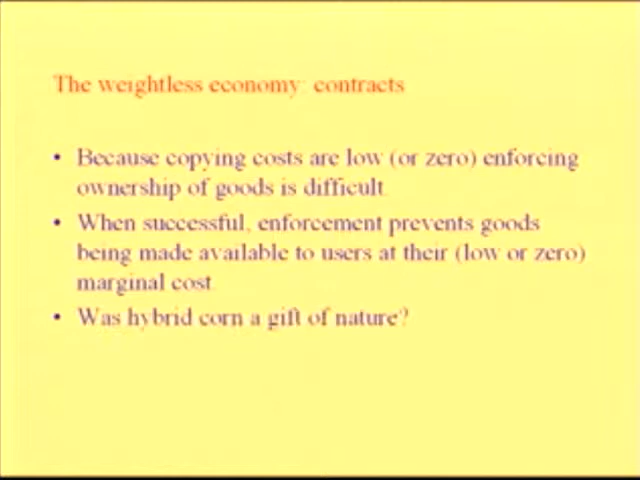 The weightless economy: contracts
• Because copying costs are low (or zero) enforcing
ownership of goods is difficult.
• When successful, enforcement prevents goods
being made available to users at their (low or zero)
marginal cost.
• Was hybrid corn a gift of nature?